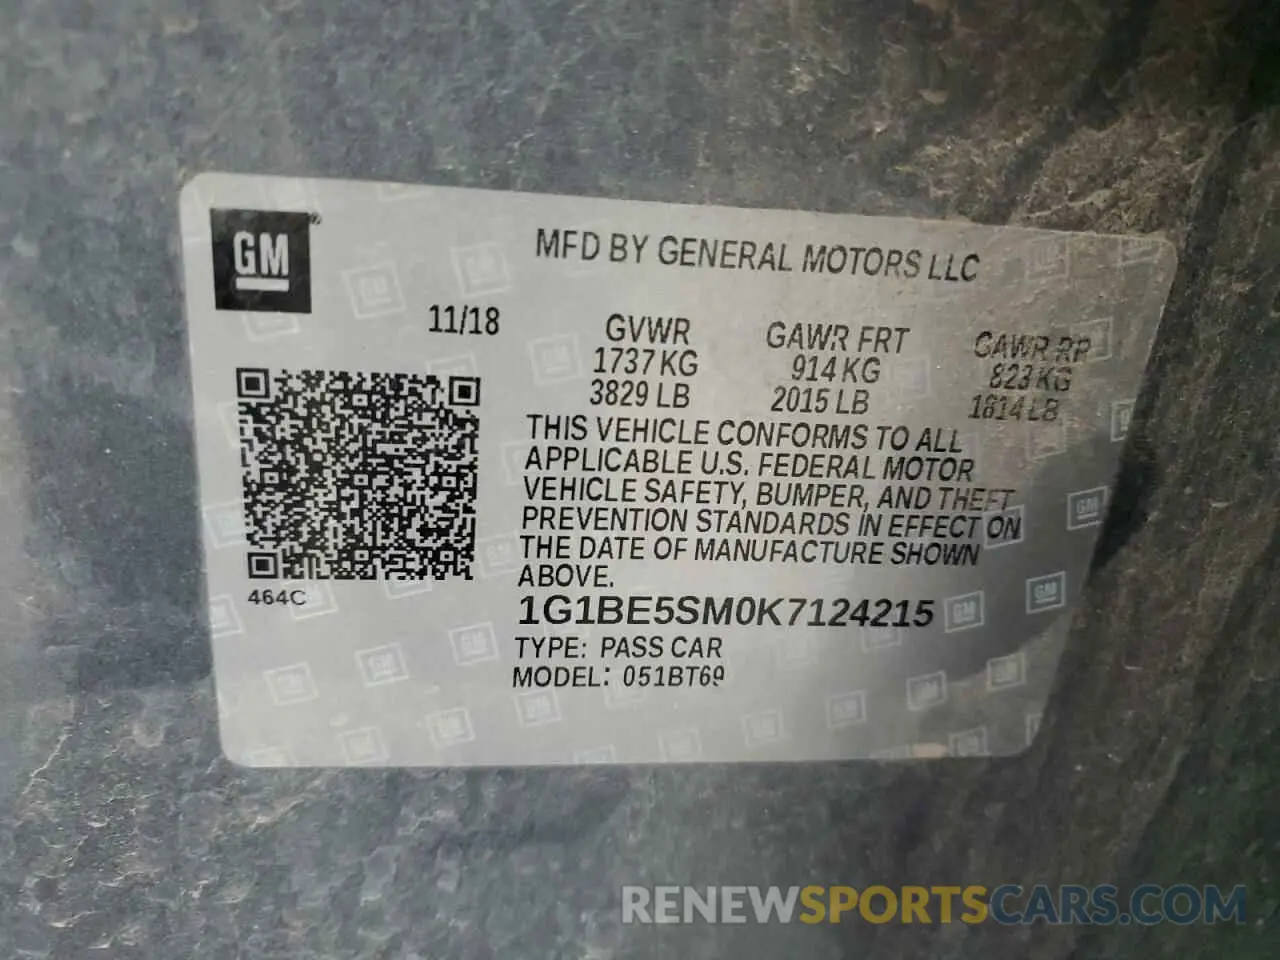 GM
MFD BY GENERAL MOTORS LLC
11/18
GVWR GAWR FRT GAWR RR
1737 KG 914 KG 823 KG
3829 LB 2015 LB 1814 LB
THIS VEHICLE CONFORMS TO ALL
APPLICABLE U.S. FEDERAL MOTOR
VEHICLE SAFETY, BUMPER, AND THEFT
PREVENTION STANDARDS IN EFFECT ON
THE DATE OF MANUFACTURE SHOWN
ABOVE.
464C
1G1BE5SM0K7124215
TYPE: PASS CAR
MODEL: 051BT69
RENEWSPORTSCARS.COM